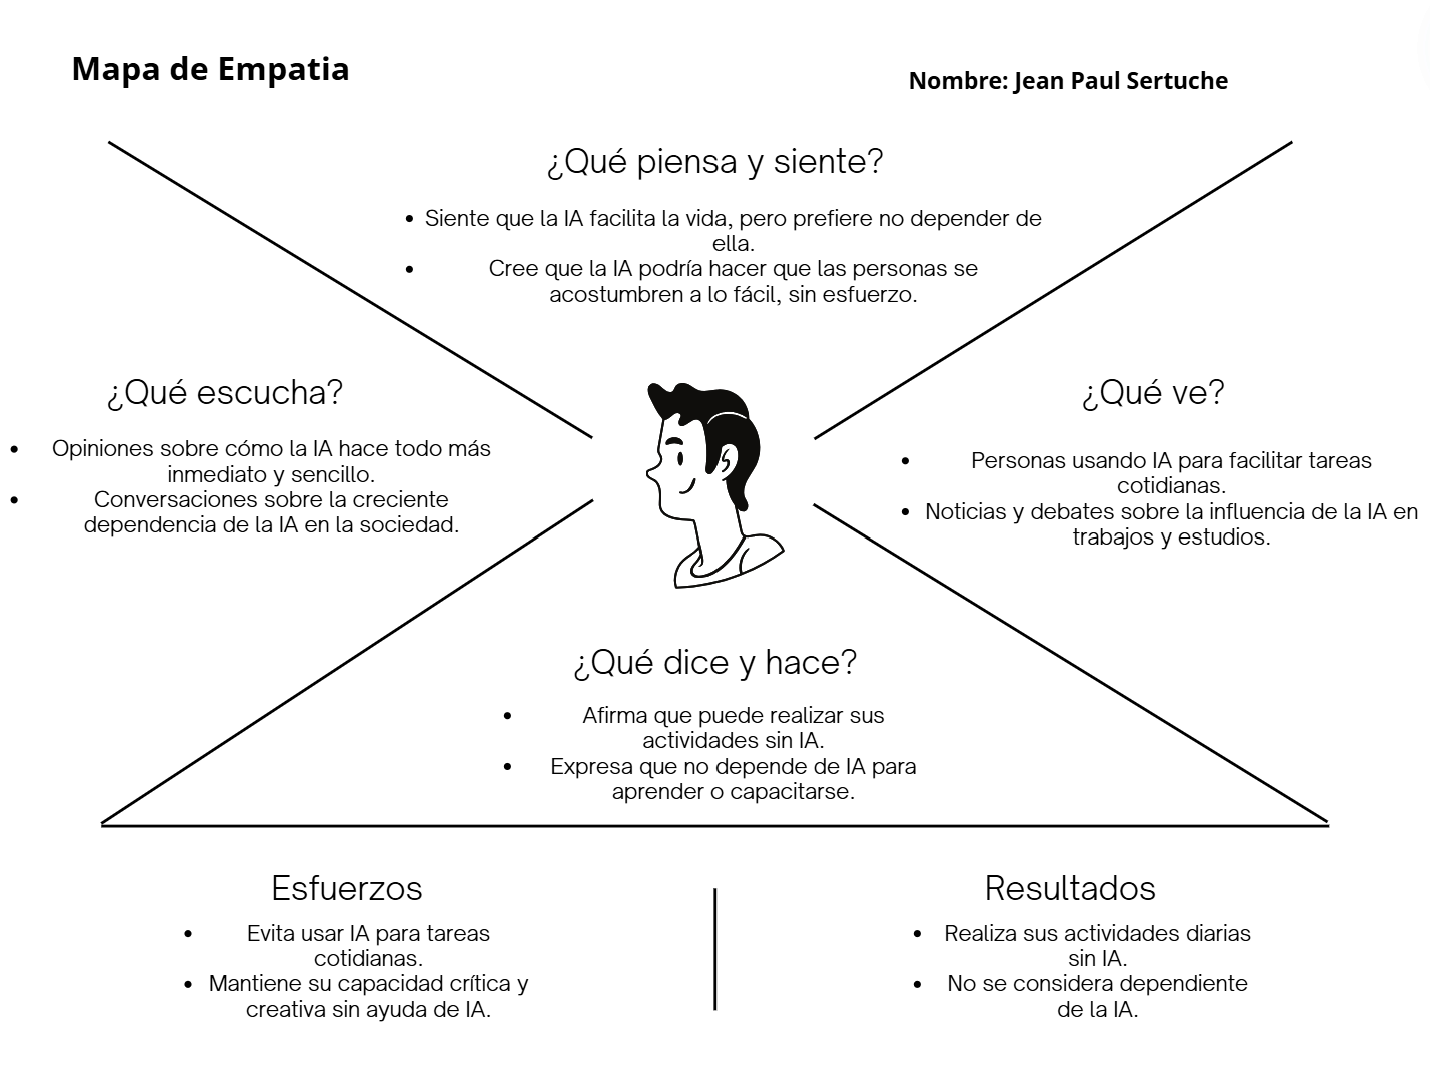 Mapa de Empatia
Nombre: Jean Paul Sertuche
¿Qué piensa y siente?
• Siente que la IA facilita la vida, pero prefiere no depender de
ella.
• Cree que la IA podría hacer que las personas se
acostumbren a lo fácil, sin esfuerzo.
¿Qué escucha?
• Opiniones sobre cómo la IA hace todo más
inmediato y sencillo.
• Conversaciones sobre la creciente
dependencia de la IA en la sociedad.
¿Qué ve?
• Personas usando IA para facilitar tareas
cotidianas.
• Noticias y debates sobre la influencia de la IA en
trabajos y estudios.
¿Qué dice y hace?
• Afirma que puede realizar sus
actividades sin IA.
• Expresa que no depende de IA para
aprender o capacitarse.
Esfuerzos
• Evita usar IA para tareas
cotidianas.
• Mantiene su capacidad crítica y
creativa sin ayuda de IA.
Resultados
• Realiza sus actividades diarias
sin IA.
• No se considera dependiente
de la IA.